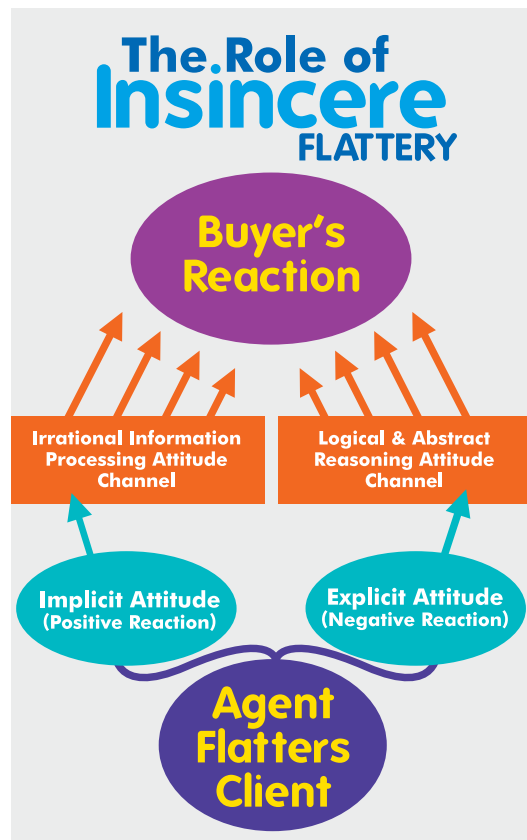 The Role of
Insincere
FLATTERY
Buyer's
Reaction
Irrational Information
Processing Attitude
Channel
Logical & Abstract
Reasoning Attitude
Channel
Implicit Attitude
(Positive Reaction)
Explicit Attitude
(Negative Reaction)
Agent
Flatters
Client